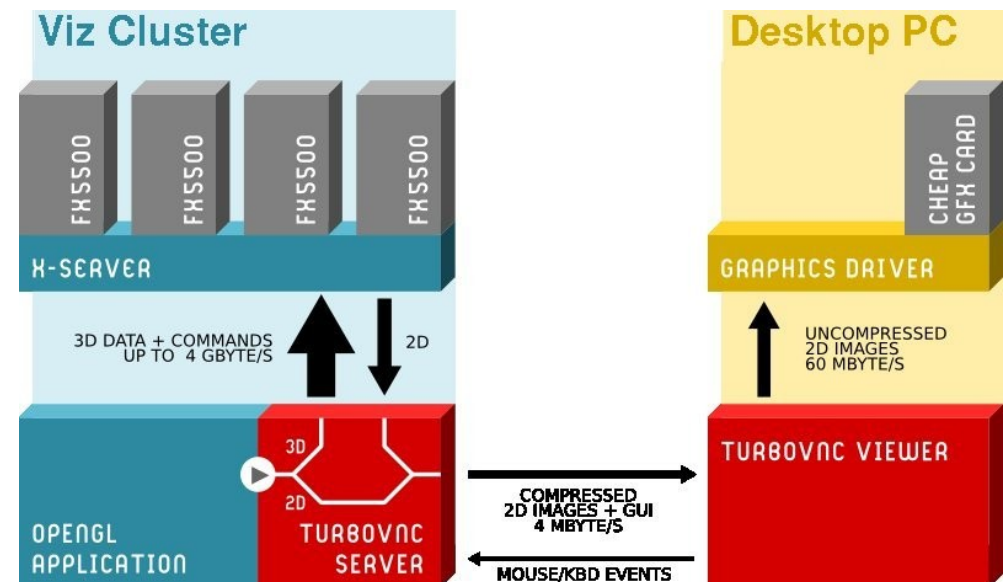 Viz Cluster
Desktop PC
FX5500
FX5500
FX5500
FX5500
CHEAP
GFX CARD
X-SERVER
GRAPHICS DRIVER
3D DATA + COMMANDS
UP TO 4 GBYTE/S
2D
UNCOMPRESSED
2D IMAGES
60 MBYTE/S
3D
2D
OPENGL
APPLICATION
TURBOVNC
SERVER
COMPRESSED
2D IMAGES + GUI
4 MBYTE/S
MOUSE/KBD EVENTS
TURBOVNC VIEWER